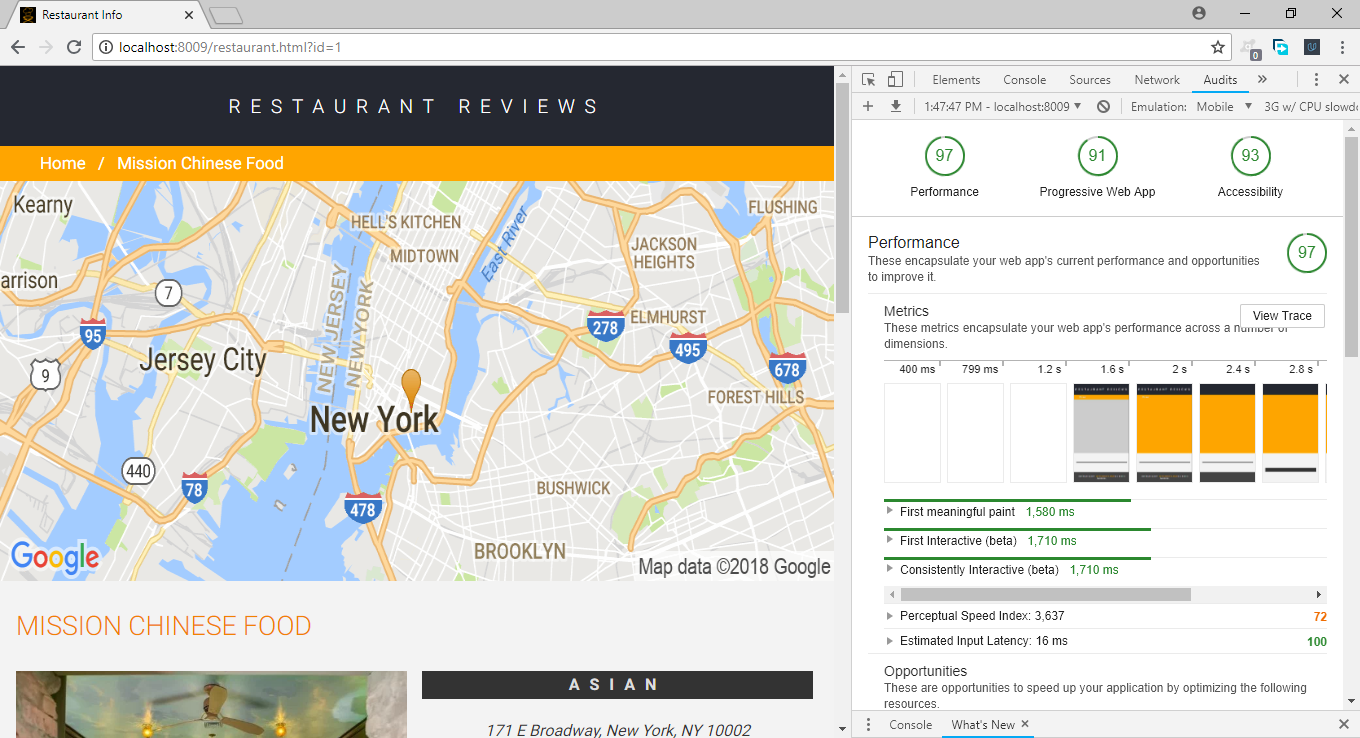 Restaurant Info
localhost:8009/restaurant.html?id=1
0
RESTAURANT REVIEWS
Home / Mission Chinese Food
Kearny
arrison
7
95
9
Jersey City
440
78
NEW JERSEY
NEW YORK
HELL'S KITCHEN
MIDTOWN
East River
New York
478
FLUSHING
JACKSON
HEIGHTS
278
ELMHURST
495
678
FOREST HILLS
BUSHWICK
BROOKLYN
Google
Map data ©2018 Google
MISSION CHINESE FOOD
ASIAN
171 E Broadway, New York, NY 10002
Elements Console Sources Network Audits
1:47:47 PM - localhost:8009 Emulation: Mobile 3G w/ CPU slowdo
97 91 93
Performance Progressive Web App Accessibility
Performance
These encapsulate your web app's current performance and opportunities
to improve it.
97
Metrics
View Trace
These metrics encapsulate your web app's performance across a number of
dimensions.
400 ms 799 ms 1.2 s 1.6 s 2 s 2.4 s 2.8 s
First meaningful paint 1,580 ms
First Interactive (beta) 1,710 ms
Consistently Interactive (beta) 1,710 ms
Perceptual Speed Index: 3,637 72
Estimated Input Latency: 16 ms 100
Opportunities
These are opportunities to speed up your application by optimizing the following
resources.
Console What's New